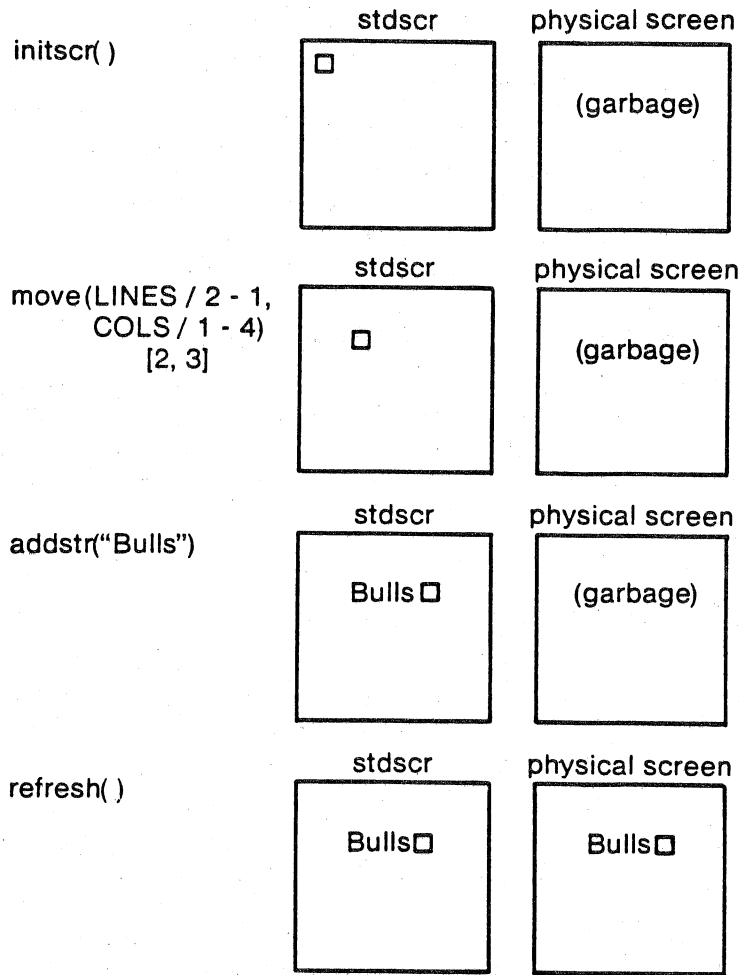 stdscr physical screen
initscr( )
(garbage)
stdscr physical screen
move(LINES / 2 - 1,
COLS / 1 - 4)
[2, 3]
(garbage)
stdscr physical screen
addstr(“Bulls”)
Bulls (garbage)
stdscr physical screen
refresh( )
Bulls Bulls